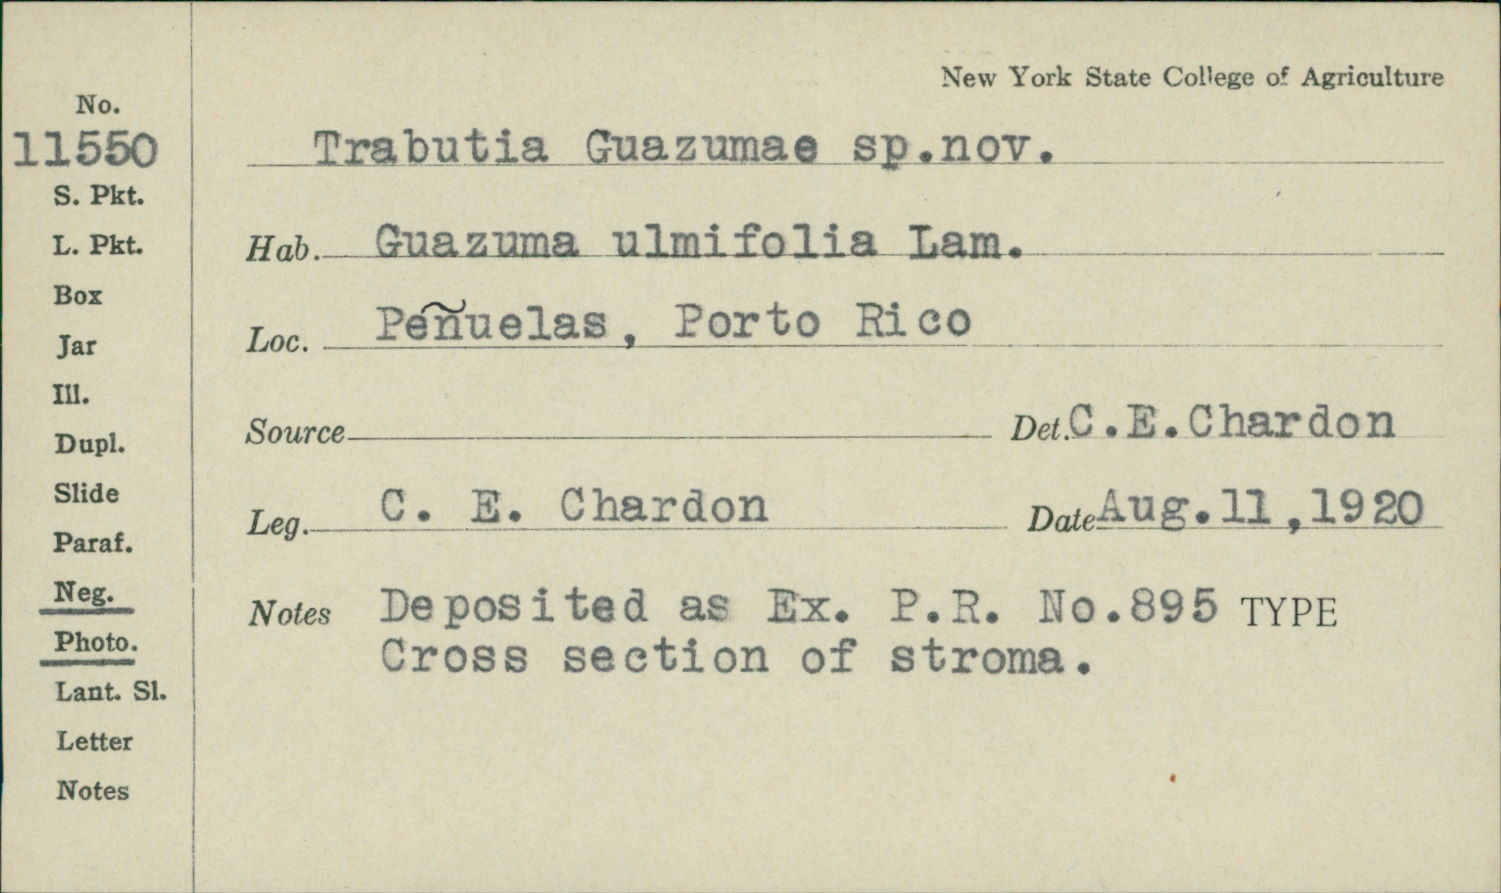 New York State College of Agriculture
No.
11550
Trabutia Guazumae sp.nov.
S. Pkt.
L. Pkt.
Hab. Guazuma ulmifolia Lam.
Box
Jar
Loc. Peñuelas, Porto Rico
Ill.
Dupl.
Source Det. C.E.Chardon
Slide
Leg. C. E. Chardon Date Aug.11,1920
Paraf.
Neg.
Notes Deposited as Ex. P.R. No.895 TYPE
Photo.
Cross section of stroma.
Lant. Sl.
Letter
Notes